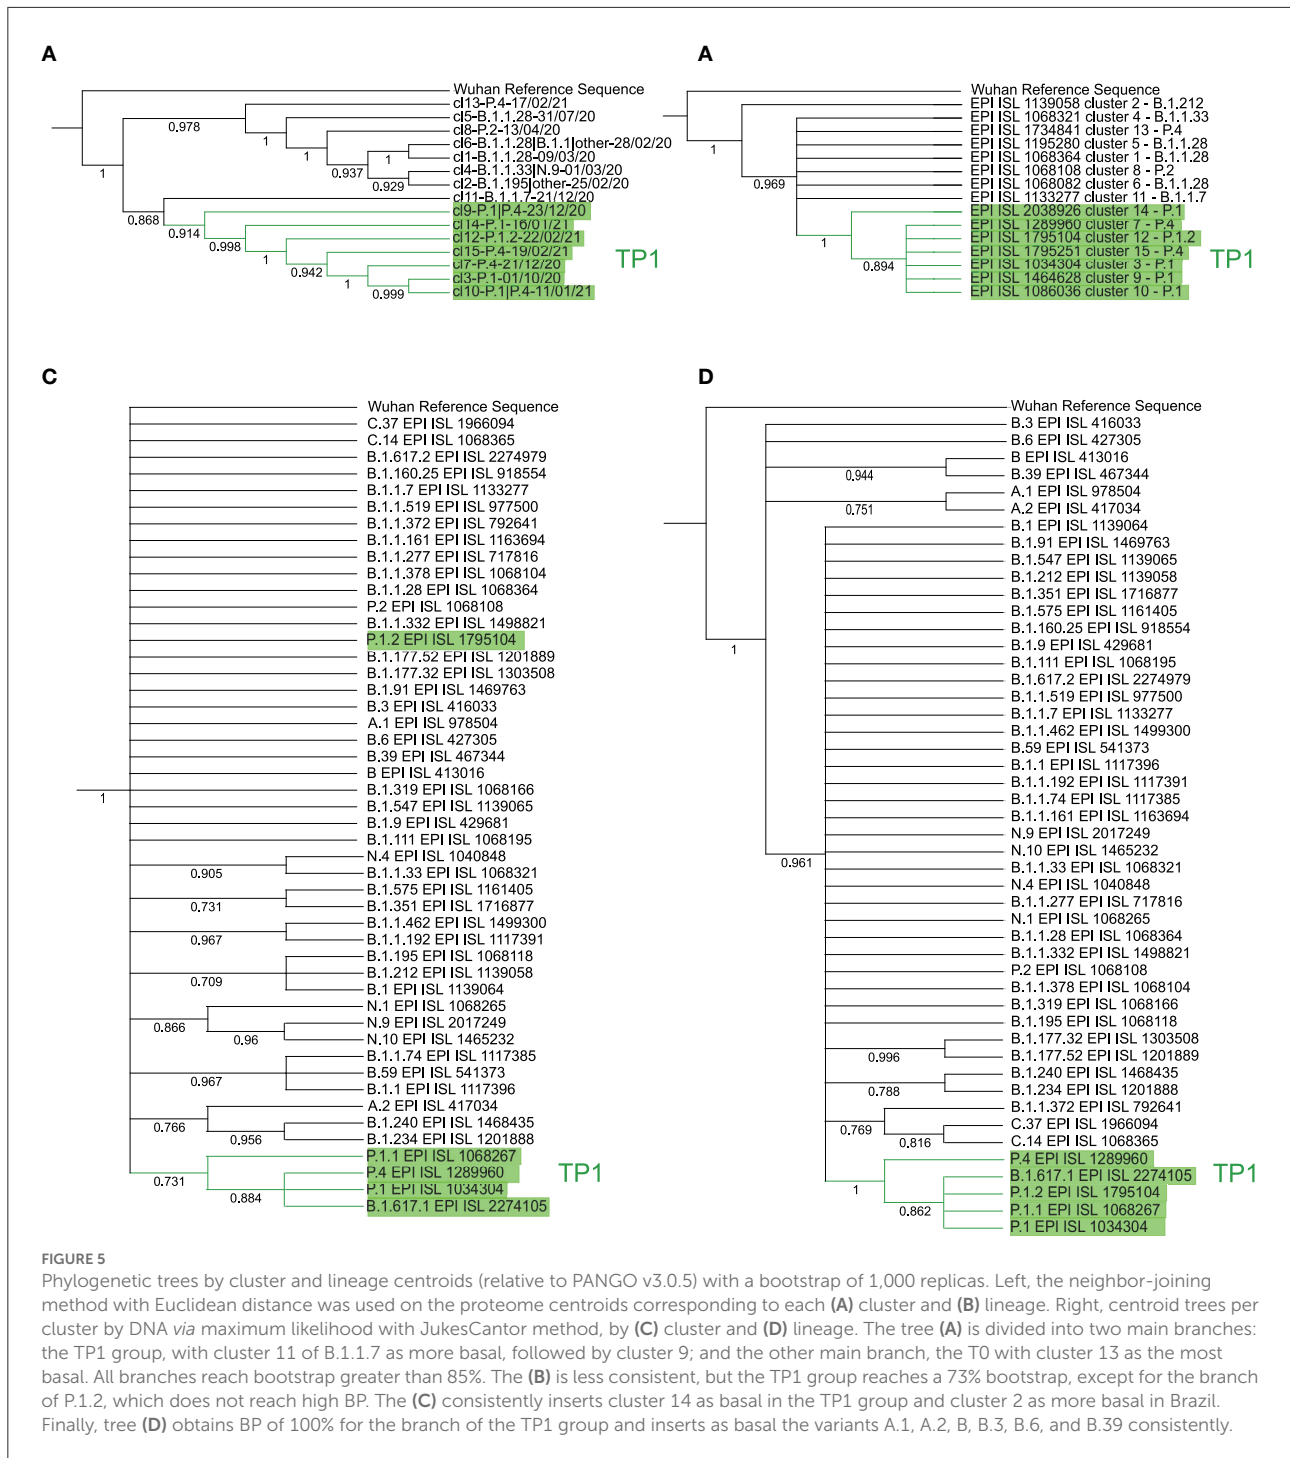 A
Wuhan Reference Sequence
cl13-P.4-17/02/21
cl5-B.1.1.28-31/07/20
0.978
cl8-P.2-13/04/20
1
cl6-B.1.1.28|B.1.1|other-28/02/20
1
1
cl1-B.1.1.28-09/03/20
0.937
cl4-B.1.1.33|N.9-01/03/20
1
0.929
cl2-B.1.195|other-25/02/20
cl11-B.1.1.7-21/12/20
0.868
cl9-P.1|P.4-23/12/20
0.914
cl14-P.1-16/01/21
0.998
cl12-P.1.2-22/02/21
1
cl15-P.4-19/02/21
TP1
0.942
cl7-P.4-21/12/20
1
cl3-P.1-01/10/20
0.999
cl10-P.1|P.4-11/01/21
A
Wuhan Reference Sequence
EPI ISL 1139058 cluster 2 - B.1.212
EPI ISL 1068321 cluster 4 - B.1.1.33
EPI ISL 1734841 cluster 13 - P.4
EPI ISL 1195280 cluster 5 - B.1.1.28
1
EPI ISL 1068364 cluster 1 - B.1.1.28
EPI ISL 1068108 cluster 8 - P.2
0.969
EPI ISL 1068082 cluster 6 - B.1.1.28
EPI ISL 1133277 cluster 11 - B.1.1.7
EPI ISL 2038926 cluster 14 - P.1
EPI ISL 1289960 cluster 7 - P.4
1
EPI ISL 1795104 cluster 12 - P.1.2
EPI ISL 1795251 cluster 15 - P.4
TP1
0.894
EPI ISL 1034304 cluster 3 - P.1
EPI ISL 1464628 cluster 9 - P.1
EPI ISL 1086036 cluster 10 - P.1
C
Wuhan Reference Sequence
C.37 EPI ISL 1966094
C.14 EPI ISL 1068365
B.1.617.2 EPI ISL 2274979
B.1.160.25 EPI ISL 918554
B.1.1.7 EPI ISL 1133277
B.1.1.519 EPI ISL 977500
B.1.1.372 EPI ISL 792641
B.1.1.161 EPI ISL 1163694
B.1.1.277 EPI ISL 717816
B.1.1.378 EPI ISL 1068104
B.1.1.28 EPI ISL 1068364
P.2 EPI ISL 1068108
B.1.1.332 EPI ISL 1498821
P.1.2 EPI ISL 1795104
B.1.177.52 EPI ISL 1201889
B.1.177.32 EPI ISL 1303508
B.1.91 EPI ISL 1469763
B.3 EPI ISL 416033
A.1 EPI ISL 978504
B.6 EPI ISL 427305
B.39 EPI ISL 467344
B EPI ISL 413016
B.1.319 EPI ISL 1068166
1
B.1.547 EPI ISL 1139065
B.1.9 EPI ISL 429681
B.1.111 EPI ISL 1068195
N.4 EPI ISL 1040848
0.905
B.1.1.33 EPI ISL 1068321
B.1.575 EPI ISL 1161405
0.731
B.1.351 EPI ISL 1716877
B.1.1.462 EPI ISL 1499300
0.967
B.1.1.192 EPI ISL 1117391
B.1.195 EPI ISL 1068118
B.1.212 EPI ISL 1139058
0.709
B.1 EPI ISL 1139064
N.1 EPI ISL 1068265
0.866
N.9 EPI ISL 2017249
0.96
N.10 EPI ISL 1465232
B.1.1.74 EPI ISL 1117385
B.59 EPI ISL 541373
0.967
B.1.1 EPI ISL 1117396
A.2 EPI ISL 417034
0.766
B.1.240 EPI ISL 1468435
0.956
B.1.234 EPI ISL 1201888
P.1.1 EPI ISL 1068267
0.731
P.4 EPI ISL 1289960
TP1
0.884
P.1 EPI ISL 1034304
B.1.617.1 EPI ISL 2274105
D
Wuhan Reference Sequence
B.3 EPI ISL 416033
B.6 EPI ISL 427305
B EPI ISL 413016
0.944
B.39 EPI ISL 467344
A.1 EPI ISL 978504
0.751
A.2 EPI ISL 417034
B.1 EPI ISL 1139064
B.1.91 EPI ISL 1469763
B.1.547 EPI ISL 1139065
B.1.212 EPI ISL 1139058
B.1.351 EPI ISL 1716877
B.1.575 EPI ISL 1161405
B.1.160.25 EPI ISL 918554
1
B.1.9 EPI ISL 429681
B.1.111 EPI ISL 1068195
B.1.617.2 EPI ISL 2274979
B.1.1.519 EPI ISL 977500
B.1.1.7 EPI ISL 1133277
B.1.1.462 EPI ISL 1499300
B.59 EPI ISL 541373
B.1.1 EPI ISL 1117396
B.1.1.192 EPI ISL 1117391
B.1.1.74 EPI ISL 1117385
B.1.1.161 EPI ISL 1163694
N.9 EPI ISL 2017249
N.10 EPI ISL 1465232
0.961
B.1.1.33 EPI ISL 1068321
N.4 EPI ISL 1040848
B.1.1.277 EPI ISL 717816
N.1 EPI ISL 1068265
B.1.1.28 EPI ISL 1068364
B.1.1.332 EPI ISL 1498821
P.2 EPI ISL 1068108
B.1.1.378 EPI ISL 1068104
B.1.319 EPI ISL 1068166
B.1.195 EPI ISL 1068118
B.1.177.32 EPI ISL 1303508
0.996
B.1.177.52 EPI ISL 1201889
B.1.240 EPI ISL 1468435
0.788
B.1.234 EPI ISL 1201888
B.1.1.372 EPI ISL 792641
0.769
C.37 EPI ISL 1966094
0.816
C.14 EPI ISL 1068365
P.4 EPI ISL 1289960
TP1
B.1.617.1 EPI ISL 2274105
1
P.1.2 EPI ISL 1795104
0.862
P.1.1 EPI ISL 1068267
P.1 EPI ISL 1034304
FIGURE 5
Phylogenetic trees by cluster and lineage centroids (relative to PANGO v3.0.5) with a bootstrap of 1,000 replicas. Left, the neighbor-joining
method with Euclidean distance was used on the proteome centroids corresponding to each (A) cluster and (B) lineage. Right, centroid trees per
cluster by DNA via maximum likelihood with JukesCantor method, by (C) cluster and (D) lineage. The tree (A) is divided into two main branches:
the TP1 group, with cluster 11 of B.1.1.7 as more basal, followed by cluster 9; and the other main branch, the T0 with cluster 13 as the most
basal. All branches reach bootstrap greater than 85%. The (B) is less consistent, but the TP1 group reaches a 73% bootstrap, except for the branch
of P.1.2, which does not reach high BP. The (C) consistently inserts cluster 14 as basal in the TP1 group and cluster 2 as more basal in Brazil.
Finally, tree (D) obtains BP of 100% for the branch of the TP1 group and inserts as basal the variants A.1, A.2, B, B.3, B.6, and B.39 consistently.